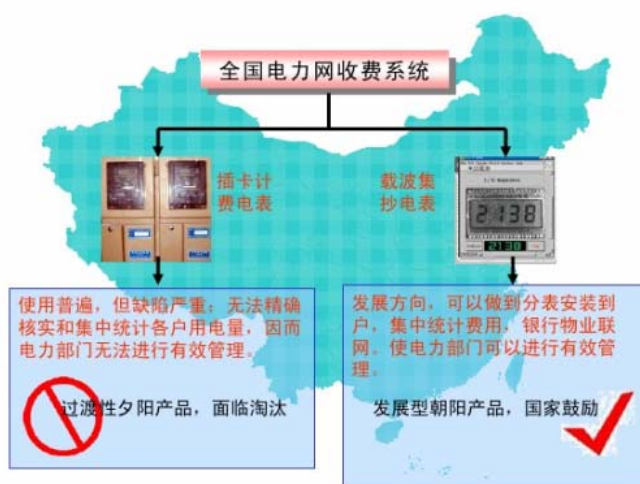 全国电力网收费系统
插卡计
费电表
载波集
抄电表
2138
2138
使用普遍，但缺陷严重：无法精确
核实和集中统计各户用电量，因而
电力部门无法进行有效管理。
过渡性夕阳产品，面临淘汰
发展方向，可以做到分表安装到
户，集中统计费用，银行物业联
网。使电力部门可以进行有效管
理。
发展型朝阳产品，国家鼓励